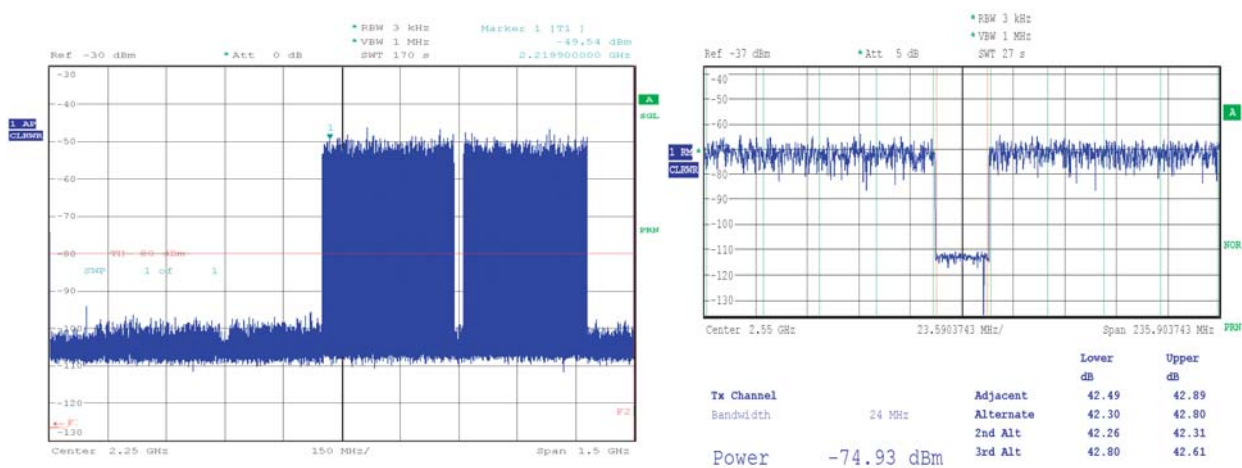 *RBW 3 kHz Marker 1 [T1 ]
*VBW 1 MHz -49.54 dBm
Ref -30 dBm *Att 0 dB SWT 170 s 2.219900000 GHz
-30
-40
-50
-60
-70
-80
-90
-100
-110
-120
-130
1 AP
CLRWR
1
SWP 1 of 1
A
SGL
PRN
F2
Center 2.25 GHz 150 MHz/ Span 1.5 GHz
*RBW 3 kHz
*VBW 1 MHz
Ref -37 dBm *Att 5 dB SWT 27 s
-40
-50
-60
-70
-80
-90
-100
-110
-120
-130
1 RM *
CLRWR
A
NOR
PRN
Center 2.55 GHz 23.5903743 MHz/ Span 235.903743 MHz
Lower Upper
dB dB
Tx Channel Adjacent 42.49 42.89
Bandwidth 24 MHz Alternate 42.30 42.80
2nd Alt 42.26 42.31
Power -74.93 dBm 3rd Alt 42.80 42.61